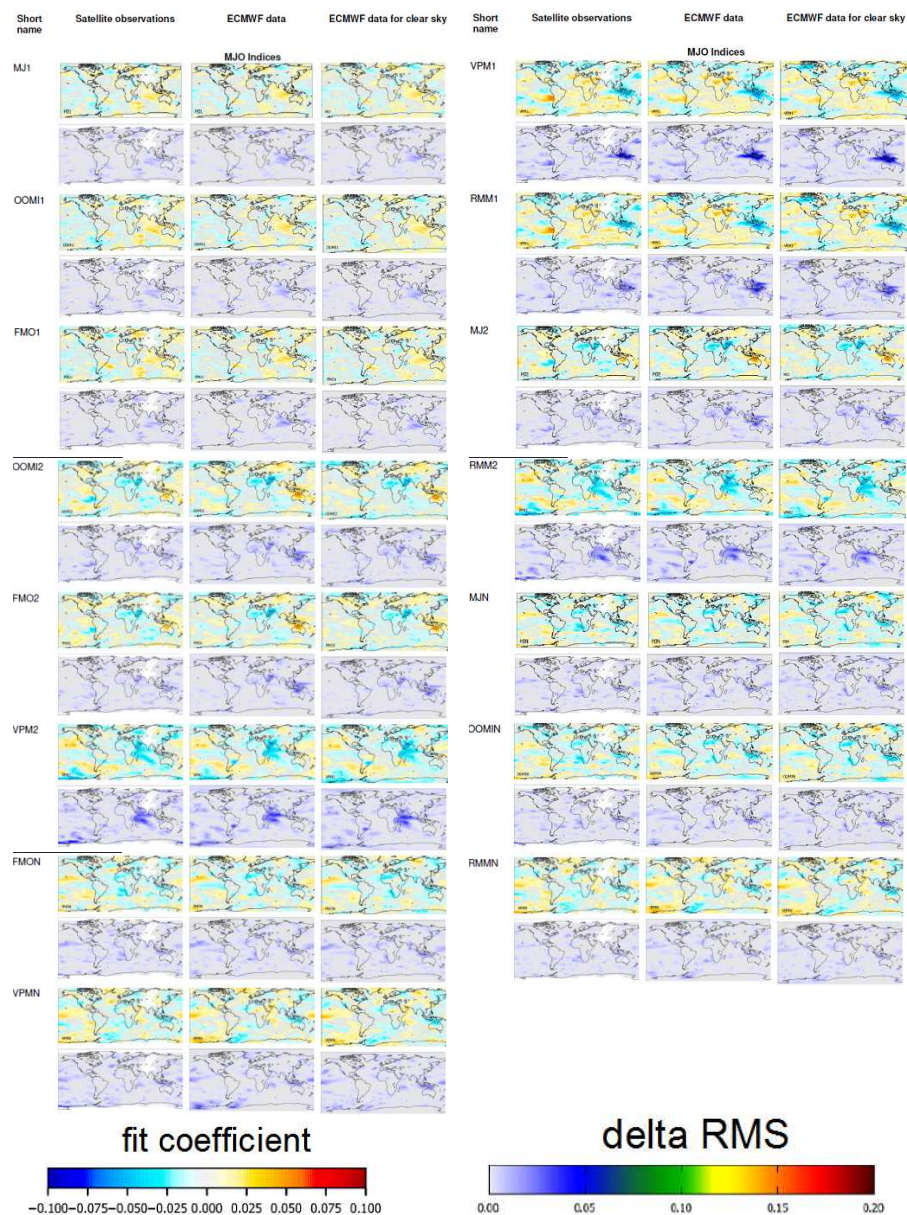 Short name Satellite observations ECMWF data ECMWF data for clear sky
MJO Indices
MJ1
OOMI1
FMO1
OOMI2
FMO2
VPM2
FMON
VPMN
fit coefficient
−0.100−0.075−0.050−0.025 0.000 0.025 0.050 0.075 0.100
Short name Satellite observations ECMWF data ECMWF data for clear sky
MJO Indices
VPM1
RMM1
MJ2
RMM2
MJN
OOMIN
RMMN
delta RMS
0.00 0.05 0.10 0.15 0.20